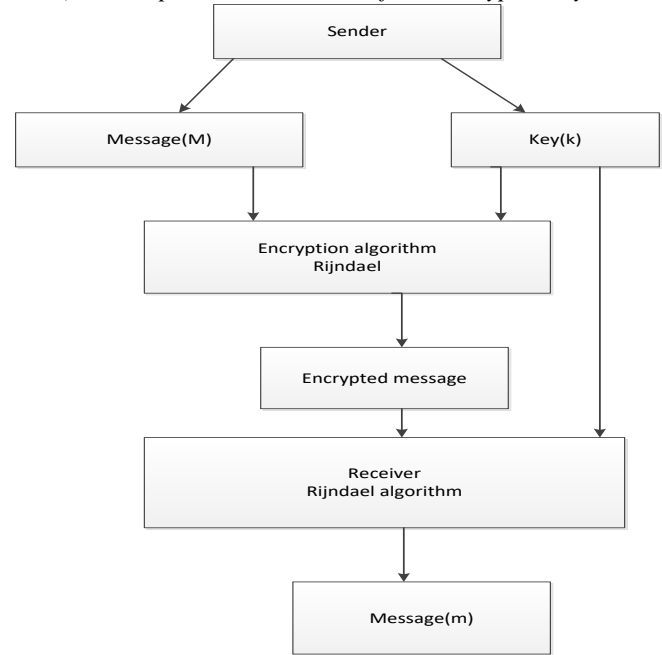 Sender
Message(M)
Key(k)
Encryption algorithm
Rijndael
Encrypted message
Receiver
Rijndael algorithm
Message(m)